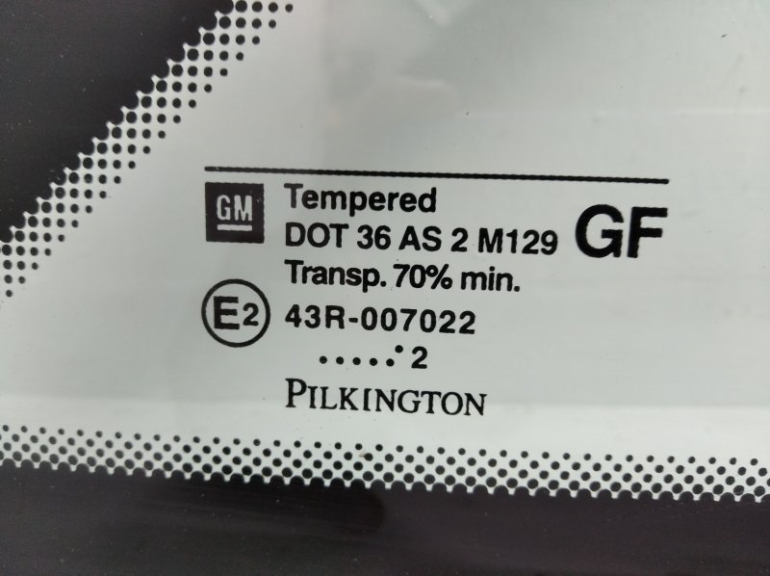 GM
Tempered
DOT 36 AS 2 M129 GF
Transp. 70% min.
E2 43R-007022
.....• 2
PILKINGTON